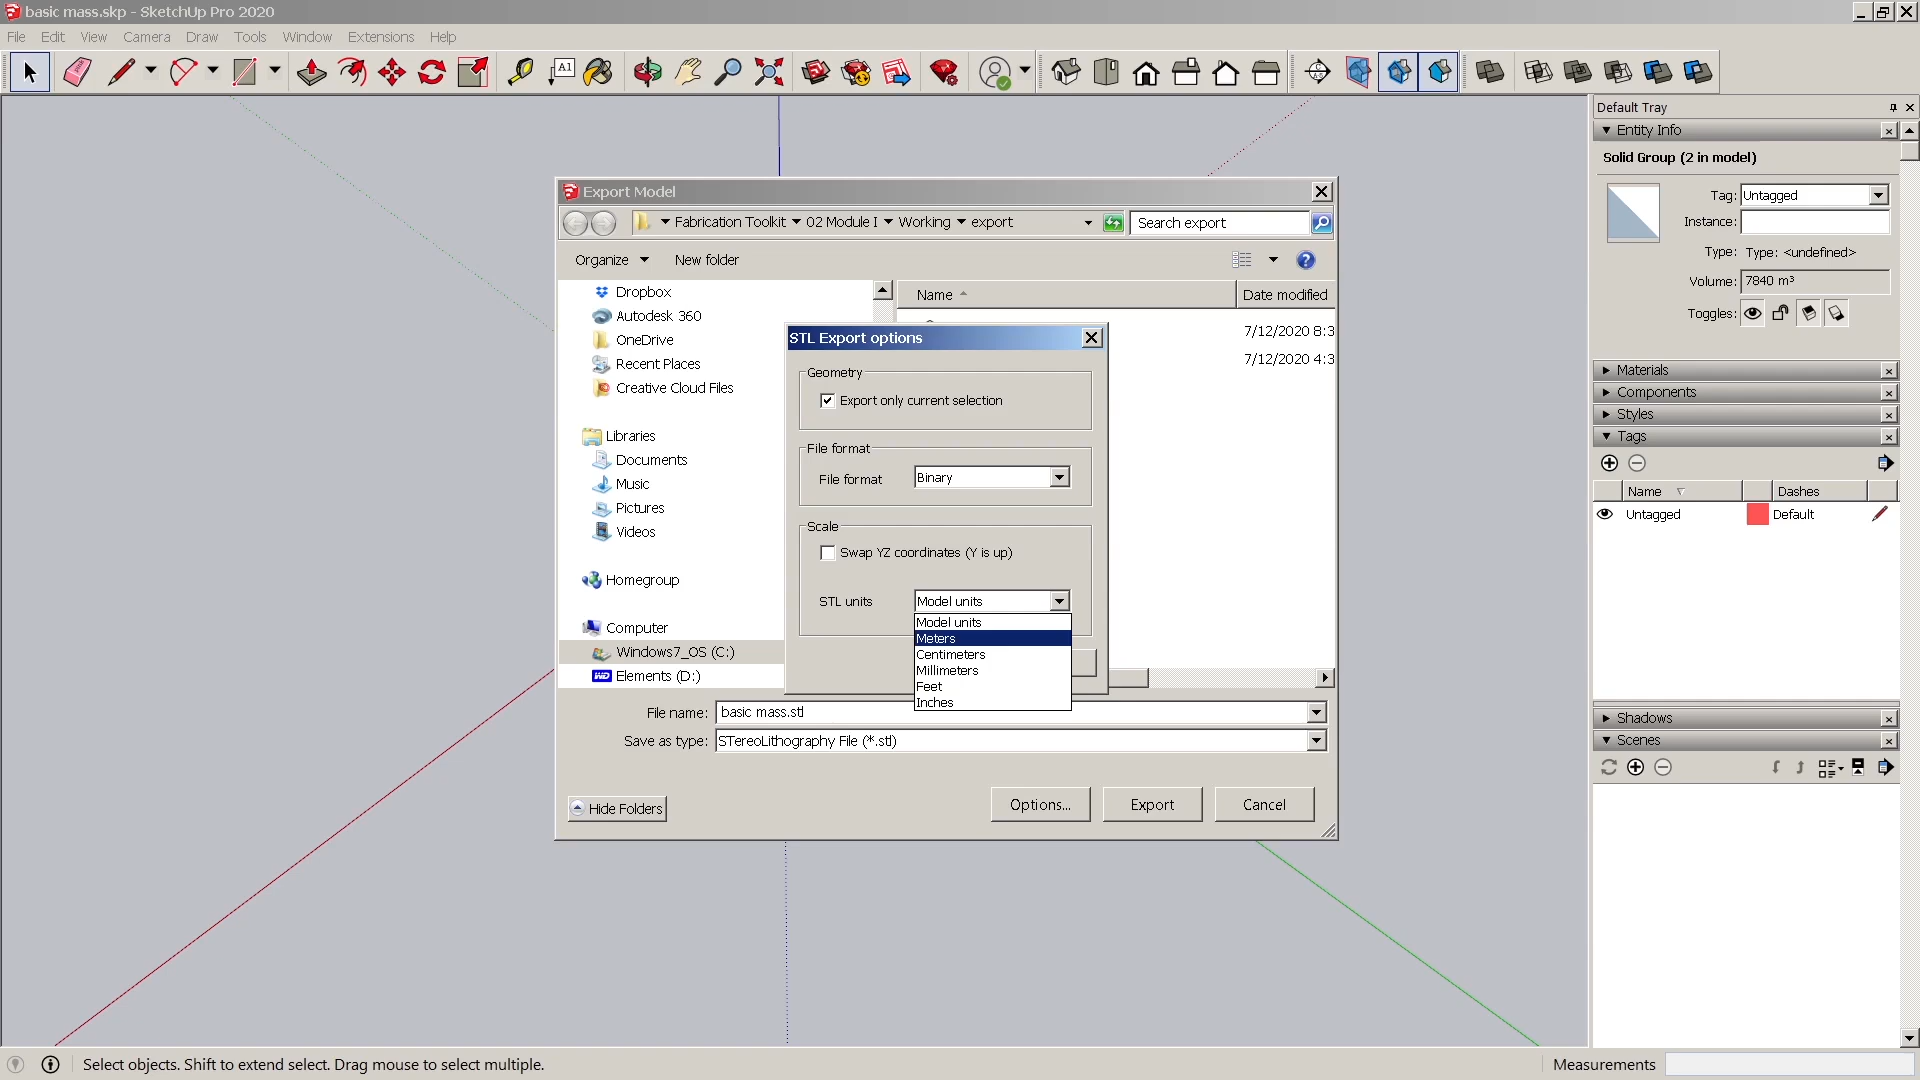 basic mass.skp - SketchUp Pro 2020
File Edit View Camera Draw Tools Window Extensions Help
A1
Default Tray
Entity Info
Solid Group (2 in model)
Tag: Untagged
Instance:
Type: Type: <undefined>
Volume: 7840 m³
Toggles:
Materials
Components
Styles
Tags
Name Dashes
Untagged Default
Shadows
Scenes
Export Model
Fabrication Toolkit 02 Module I Working export
Search export
Organize New folder
Name Date modified
7/12/2020 8:3
7/12/2020 4:3
Dropbox
Autodesk 360
OneDrive
Recent Places
Creative Cloud Files
Libraries
Documents
Music
Pictures
Videos
Homegroup
Computer
Windows7_OS (C:)
WD Elements (D:)
STL Export options
Geometry
Export only current selection
File format
File format Binary
Scale
Swap YZ coordinates (Y is up)
STL units Model units
Model units
Meters
Centimeters
Millimeters
Feet
Inches
File name: basic mass.stl
Save as type: STereoLithography File (*.stl)
Hide Folders
Options... Export Cancel
Select objects. Shift to extend select. Drag mouse to select multiple.
Measurements